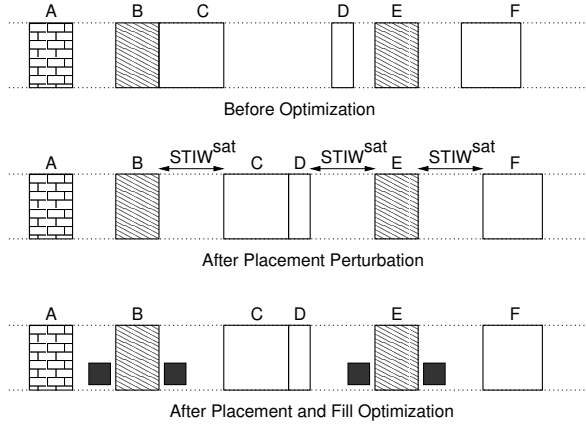 A B C D E F
Before Optimization
STIW^sat STIW^sat STIW^sat
A B C D E F
After Placement Perturbation
A B C D E F
After Placement and Fill Optimization